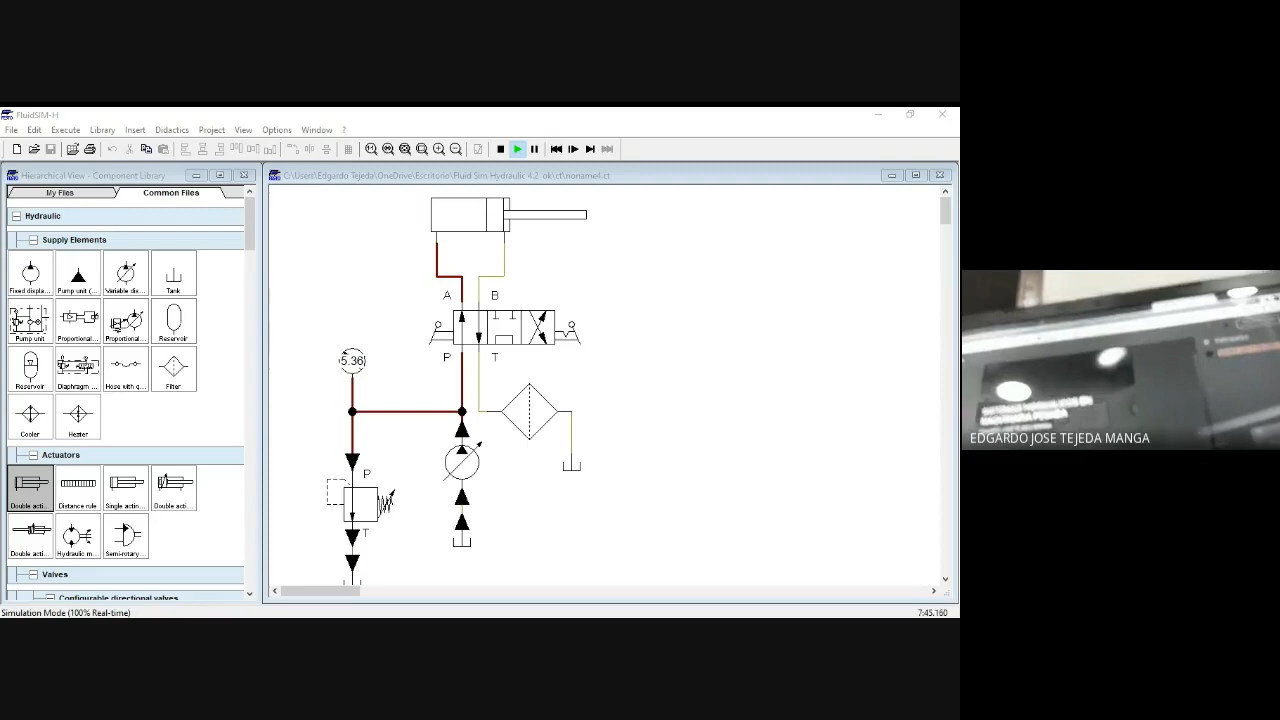 FluidSIM-H
File Edit Execute Library Insert Didactics Project View Options Window ?
Hierarchical View - Component Library
C:\Users\Edgardo Tejeda\OneDrive\Escritorio\Fluid Sim Hydraulic 4.2 ok\ct\noname4.ct
My Files Common Files
Hydraulic
Supply Elements
Fixed displa... Pump unit (... Variable dis... Tank
Pump unit Proportional... Proportional... Reservoir
Reservoir Diaphragm ... Hose with q... Filter
Cooler Heater
Actuators
Double acti... Distance rule Single actin... Double acti...
Double acti... Hydraulic m... Semi-rotary...
Valves
Configurable directional valves
A B
P T
5.36
P
T
Simulation Mode (100% Real-time) 7:45.160
EDGARDO JOSE TEJEDA MANGA